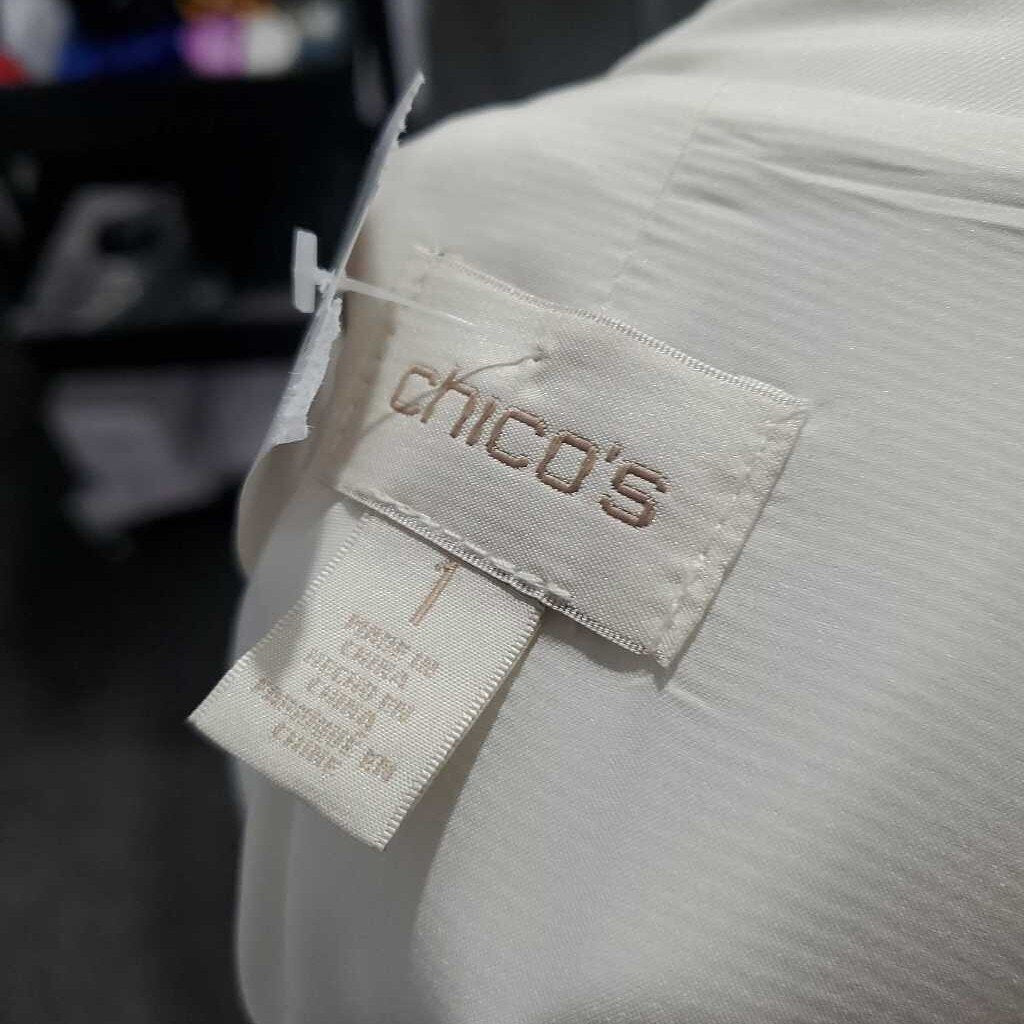 chico's
1
MADE IN
CHINA
HECHO EN
CHINA
FABRIQUÉ EN
CHINE